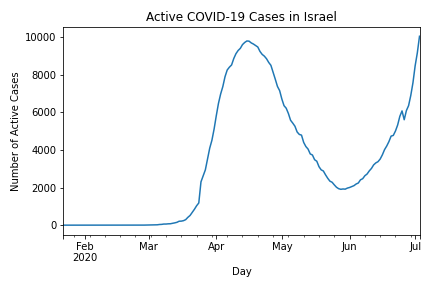 Active COVID-19 Cases in Israel
Number of Active Cases
10000
8000
6000
4000
2000
0
Feb Mar Apr May Jun Jul
2020
Day